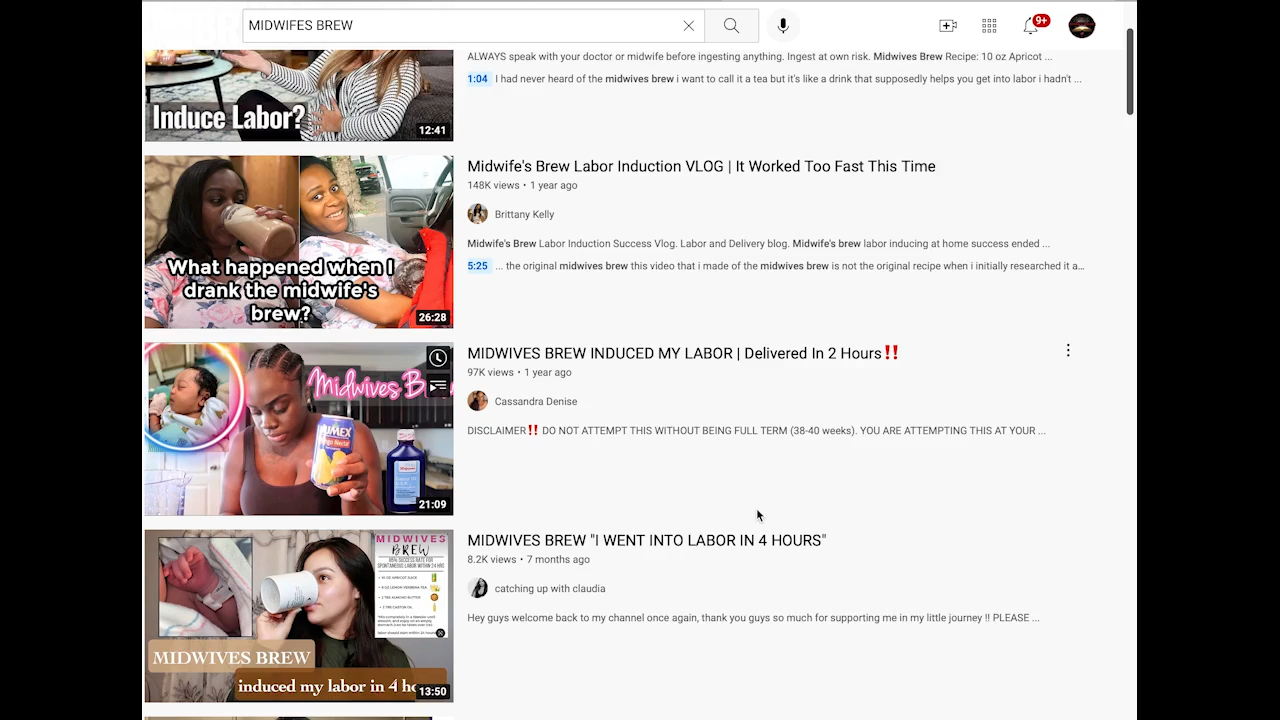 MIDWIFES BREW
9+
ALWAYS speak with your doctor or midwife before ingesting anything. Ingest at own risk. Midwives Brew Recipe: 10 oz Apricot ...
1:04 I had never heard of the midwives brew i want to call it a tea but it's like a drink that supposedly helps you get into labor i hadn't ...
Induce Labor?
12:41
Midwife's Brew Labor Induction VLOG | It Worked Too Fast This Time
148K views • 1 year ago
Brittany Kelly
Midwife's Brew Labor Induction Success Vlog. Labor and Delivery blog. Midwife's brew labor inducing at home success ended ...
5:25 ... the original midwives brew this video that i made of the midwives brew is not the original recipe when i initially researched it a...
What happened when I
drank the midwife's
brew?
26:28
MIDWIVES BREW INDUCED MY LABOR | Delivered In 2 Hours‼️
97K views • 1 year ago
Cassandra Denise
DISCLAIMER‼️ DO NOT ATTEMPT THIS WITHOUT BEING FULL TERM (38-40 weeks). YOU ARE ATTEMPTING THIS AT YOUR ...
Midwives B
UMEX
21:09
MIDWIVES BREW "I WENT INTO LABOR IN 4 HOURS"
8.2K views • 7 months ago
catching up with claudia
Hey guys welcome back to my channel once again, thank you guys so much for supporting me in my little journey !! PLEASE ...
MIDWIVES
BREW
85% SUCCESS RATE FOR
SPONTANEOUS LABOR WITHIN 24 HRS
MIDWIVES BREW
induced my labor in 4 ho
13:50